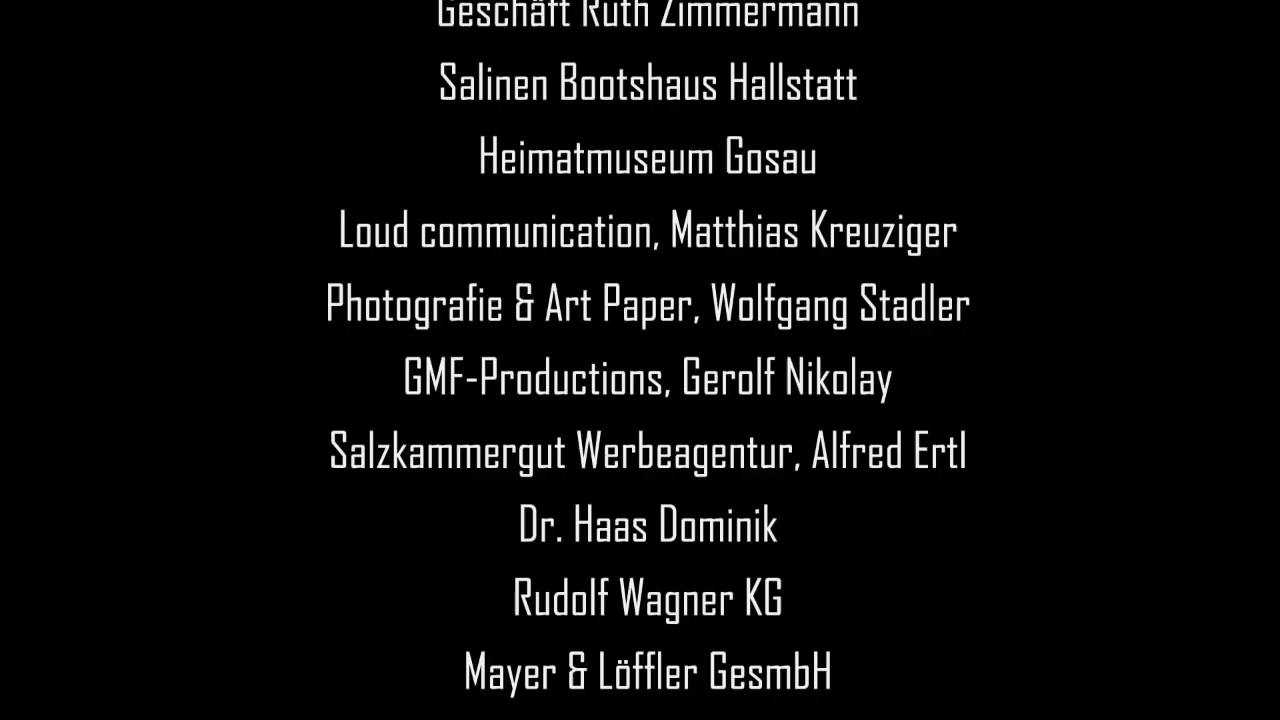 Geschäft Ruth Zimmermann
Salinen Bootshaus Hallstatt
Heimatmuseum Gosau
Loud communication, Matthias Kreuziger
Photografie & Art Paper, Wolfgang Stadler
GMF-Productions, Gerolf Nikolay
Salzkammergut Werbeagentur, Alfred Ertl
Dr. Haas Dominik
Rudolf Wagner KG
Mayer & Löffler GesmbH